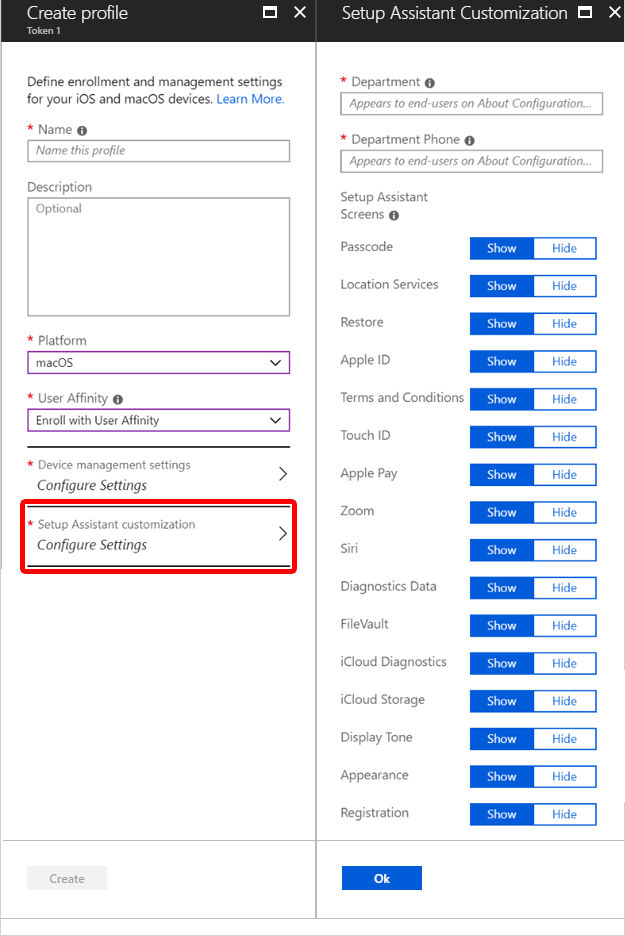 Create profile
Token 1
Define enrollment and management settings
for your iOS and macOS devices. Learn More.
* Name
Name this profile
Description
Optional
* Platform
macOS
* User Affinity
Enroll with User Affinity
* Device management settings
Configure Settings
* Setup Assistant customization
Configure Settings
Create
Setup Assistant Customization
* Department
Appears to end-users on About Configuration...
* Department Phone
Appears to end-users on About Configuration...
Setup Assistant
Screens
Passcode Show Hide
Location Services Show Hide
Restore Show Hide
Apple ID Show Hide
Terms and Conditions Show Hide
Touch ID Show Hide
Apple Pay Show Hide
Zoom Show Hide
Siri Show Hide
Diagnostics Data Show Hide
FileVault Show Hide
iCloud Diagnostics Show Hide
iCloud Storage Show Hide
Display Tone Show Hide
Appearance Show Hide
Registration Show Hide
Ok